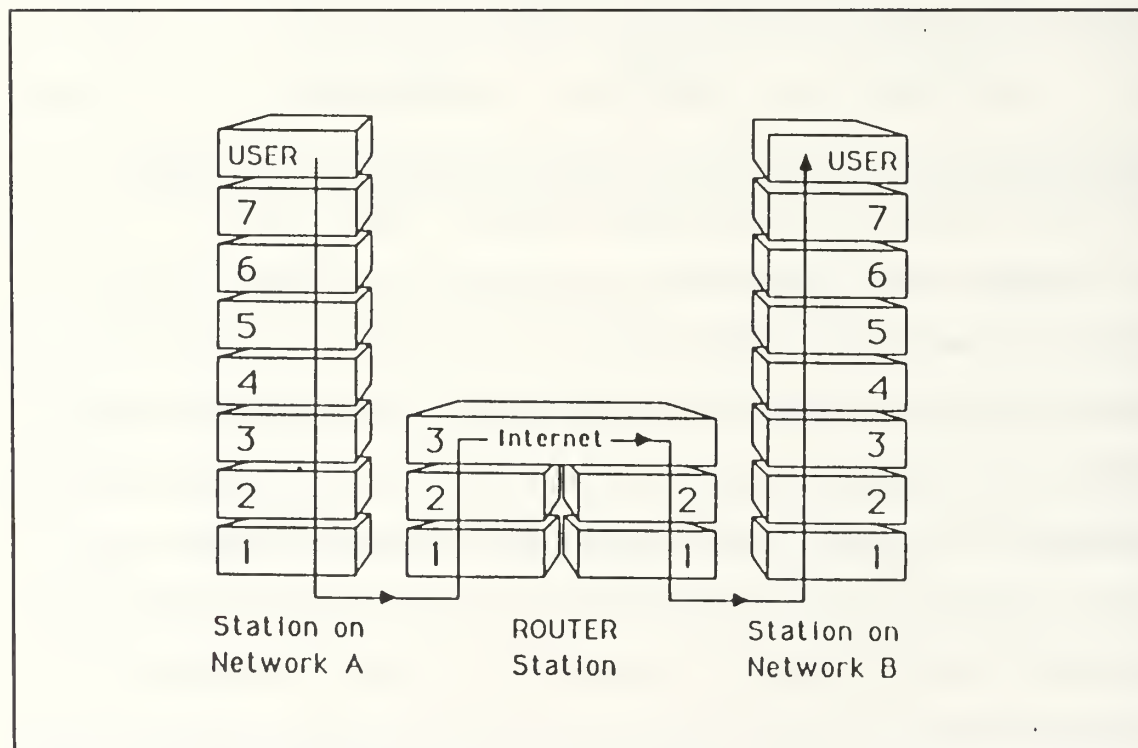 USER
7
6
5
4
3
2
1
Station on
Network A
3 Internet
2 2
1 1
ROUTER
Station
USER
7
6
5
4
3
2
1
Station on
Network B